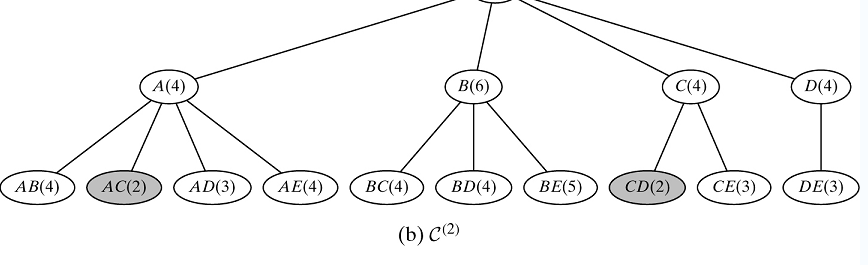 A(4) B(6) C(4) D(4)
AB(4) AC(2) AD(3) AE(4) BC(4) BD(4) BE(5) CD(2) CE(3) DE(3)
(b) 𝒞⁽²⁾